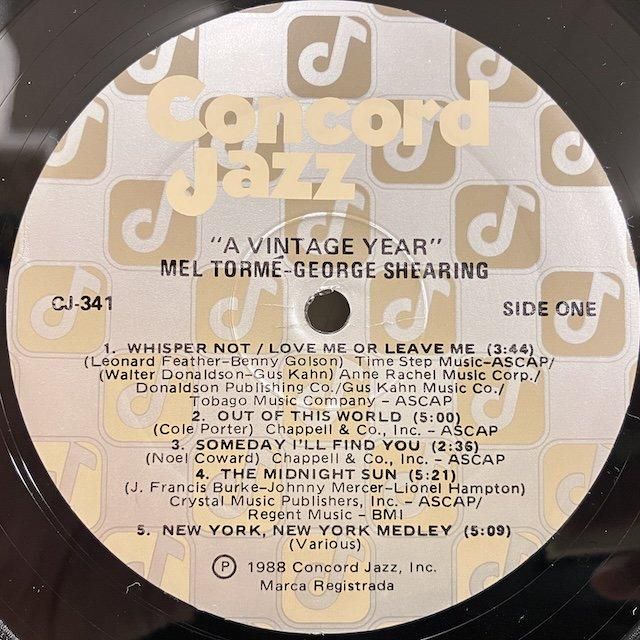 Concord
Jazz
"A VINTAGE YEAR"
MEL TORMÉ-GEORGE SHEARING
CJ-341
SIDE ONE
1. WHISPER NOT / LOVE ME OR LEAVE ME (3:44)
(Leonard Feather-Benny Golson) Time Step Music-ASCAP/
(Walter Donaldson-Gus Kahn) Anne Rachel Music Corp./
Donaldson Publishing Co./Gus Kahn Music Co./
Tobago Music Company - ASCAP
2. OUT OF THIS WORLD (5:00)
(Cole Porter) Chappell & Co., Inc. - ASCAP
3. SOMEDAY I'LL FIND YOU (2:36)
(Noel Coward) Chappell & Co., Inc. - ASCAP
4. THE MIDNIGHT SUN (5:21)
(J. Francis Burke-Johnny Mercer-Lionel Hampton)
Crystal Music Publishers, Inc. - ASCAP/
Regent Music - BMI
5. NEW YORK, NEW YORK MEDLEY (5:09)
(Various)
Ⓟ 1988 Concord Jazz, Inc.
Marca Registrada